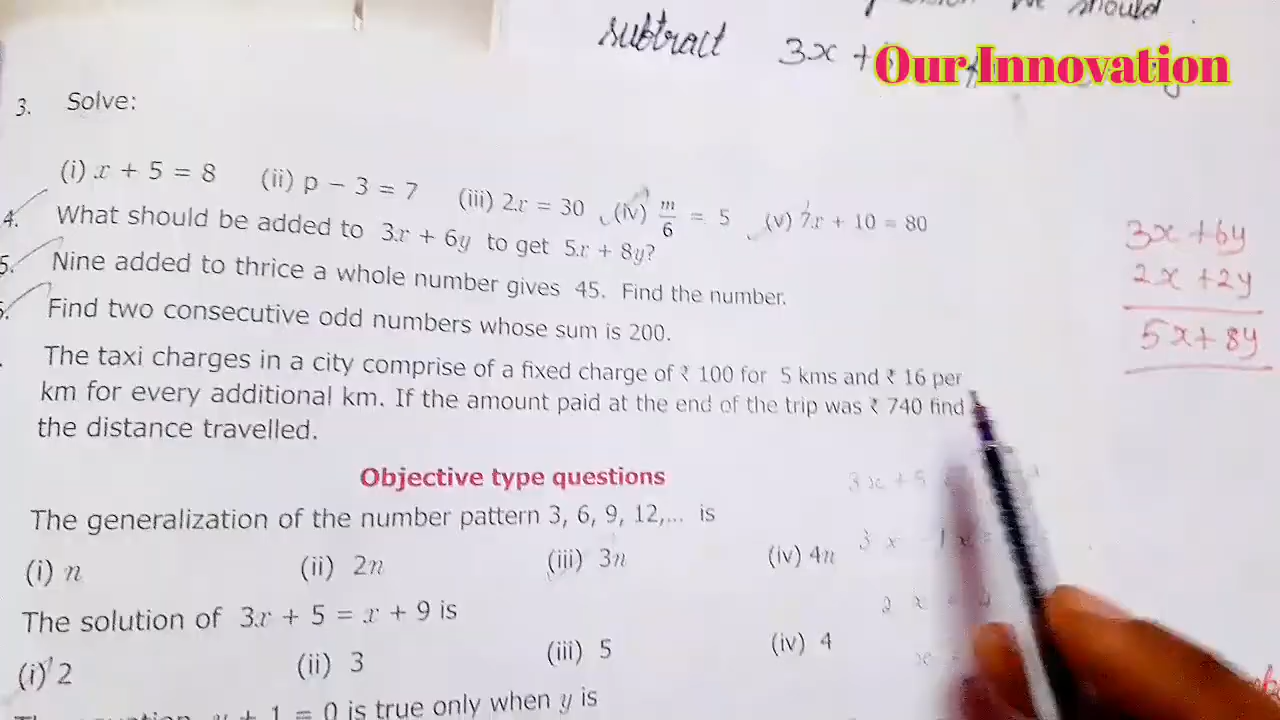 we should
subtract 3x +
Our Innovation
3. Solve:
(i) x + 5 = 8 (ii) p − 3 = 7 (iii) 2x = 30 (iv) m/6 = 5 (v) 7x + 10 = 80
4. What should be added to 3x + 6y to get 5x + 8y?
5. Nine added to thrice a whole number gives 45. Find the number.
Find two consecutive odd numbers whose sum is 200.
The taxi charges in a city comprise of a fixed charge of ₹ 100 for 5 kms and ₹ 16 per
km for every additional km. If the amount paid at the end of the trip was ₹ 740 find
the distance travelled.
3x + 6y
2x + 2y
5x + 8y
Objective type questions
The generalization of the number pattern 3, 6, 9, 12,... is
(i) n (ii) 2n (iii) 3n (iv) 4n
The solution of 3x + 5 = x + 9 is
(i) 2 (ii) 3 (iii) 5 (iv) 4
3x + 5
y + 1 = 0 is true only when y is